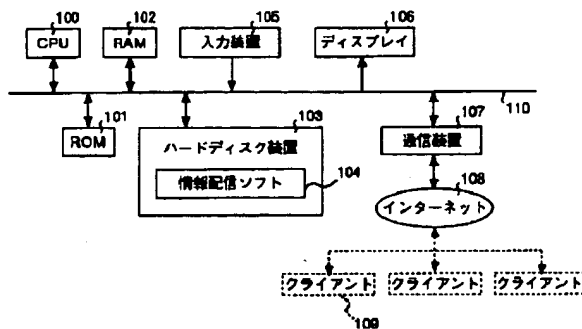 100
102
105
106
CPU
RAM
入力装置
ディスプレイ
110
101
103
107
ROM
ハードディスク装置
通信装置
情報配信ソフト
104
108
インターネット
クライアント
クライアント
クライアント
109